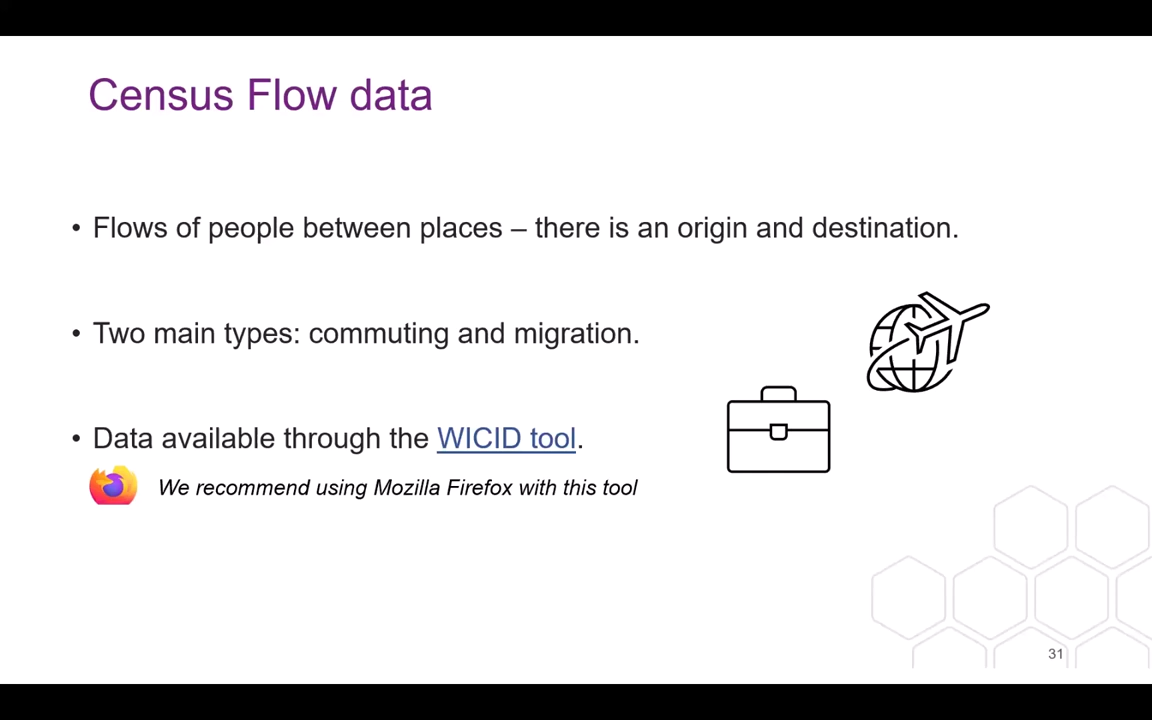 Census Flow data
• Flows of people between places – there is an origin and destination.
• Two main types: commuting and migration.
• Data available through the WICID tool.
We recommend using Mozilla Firefox with this tool
31